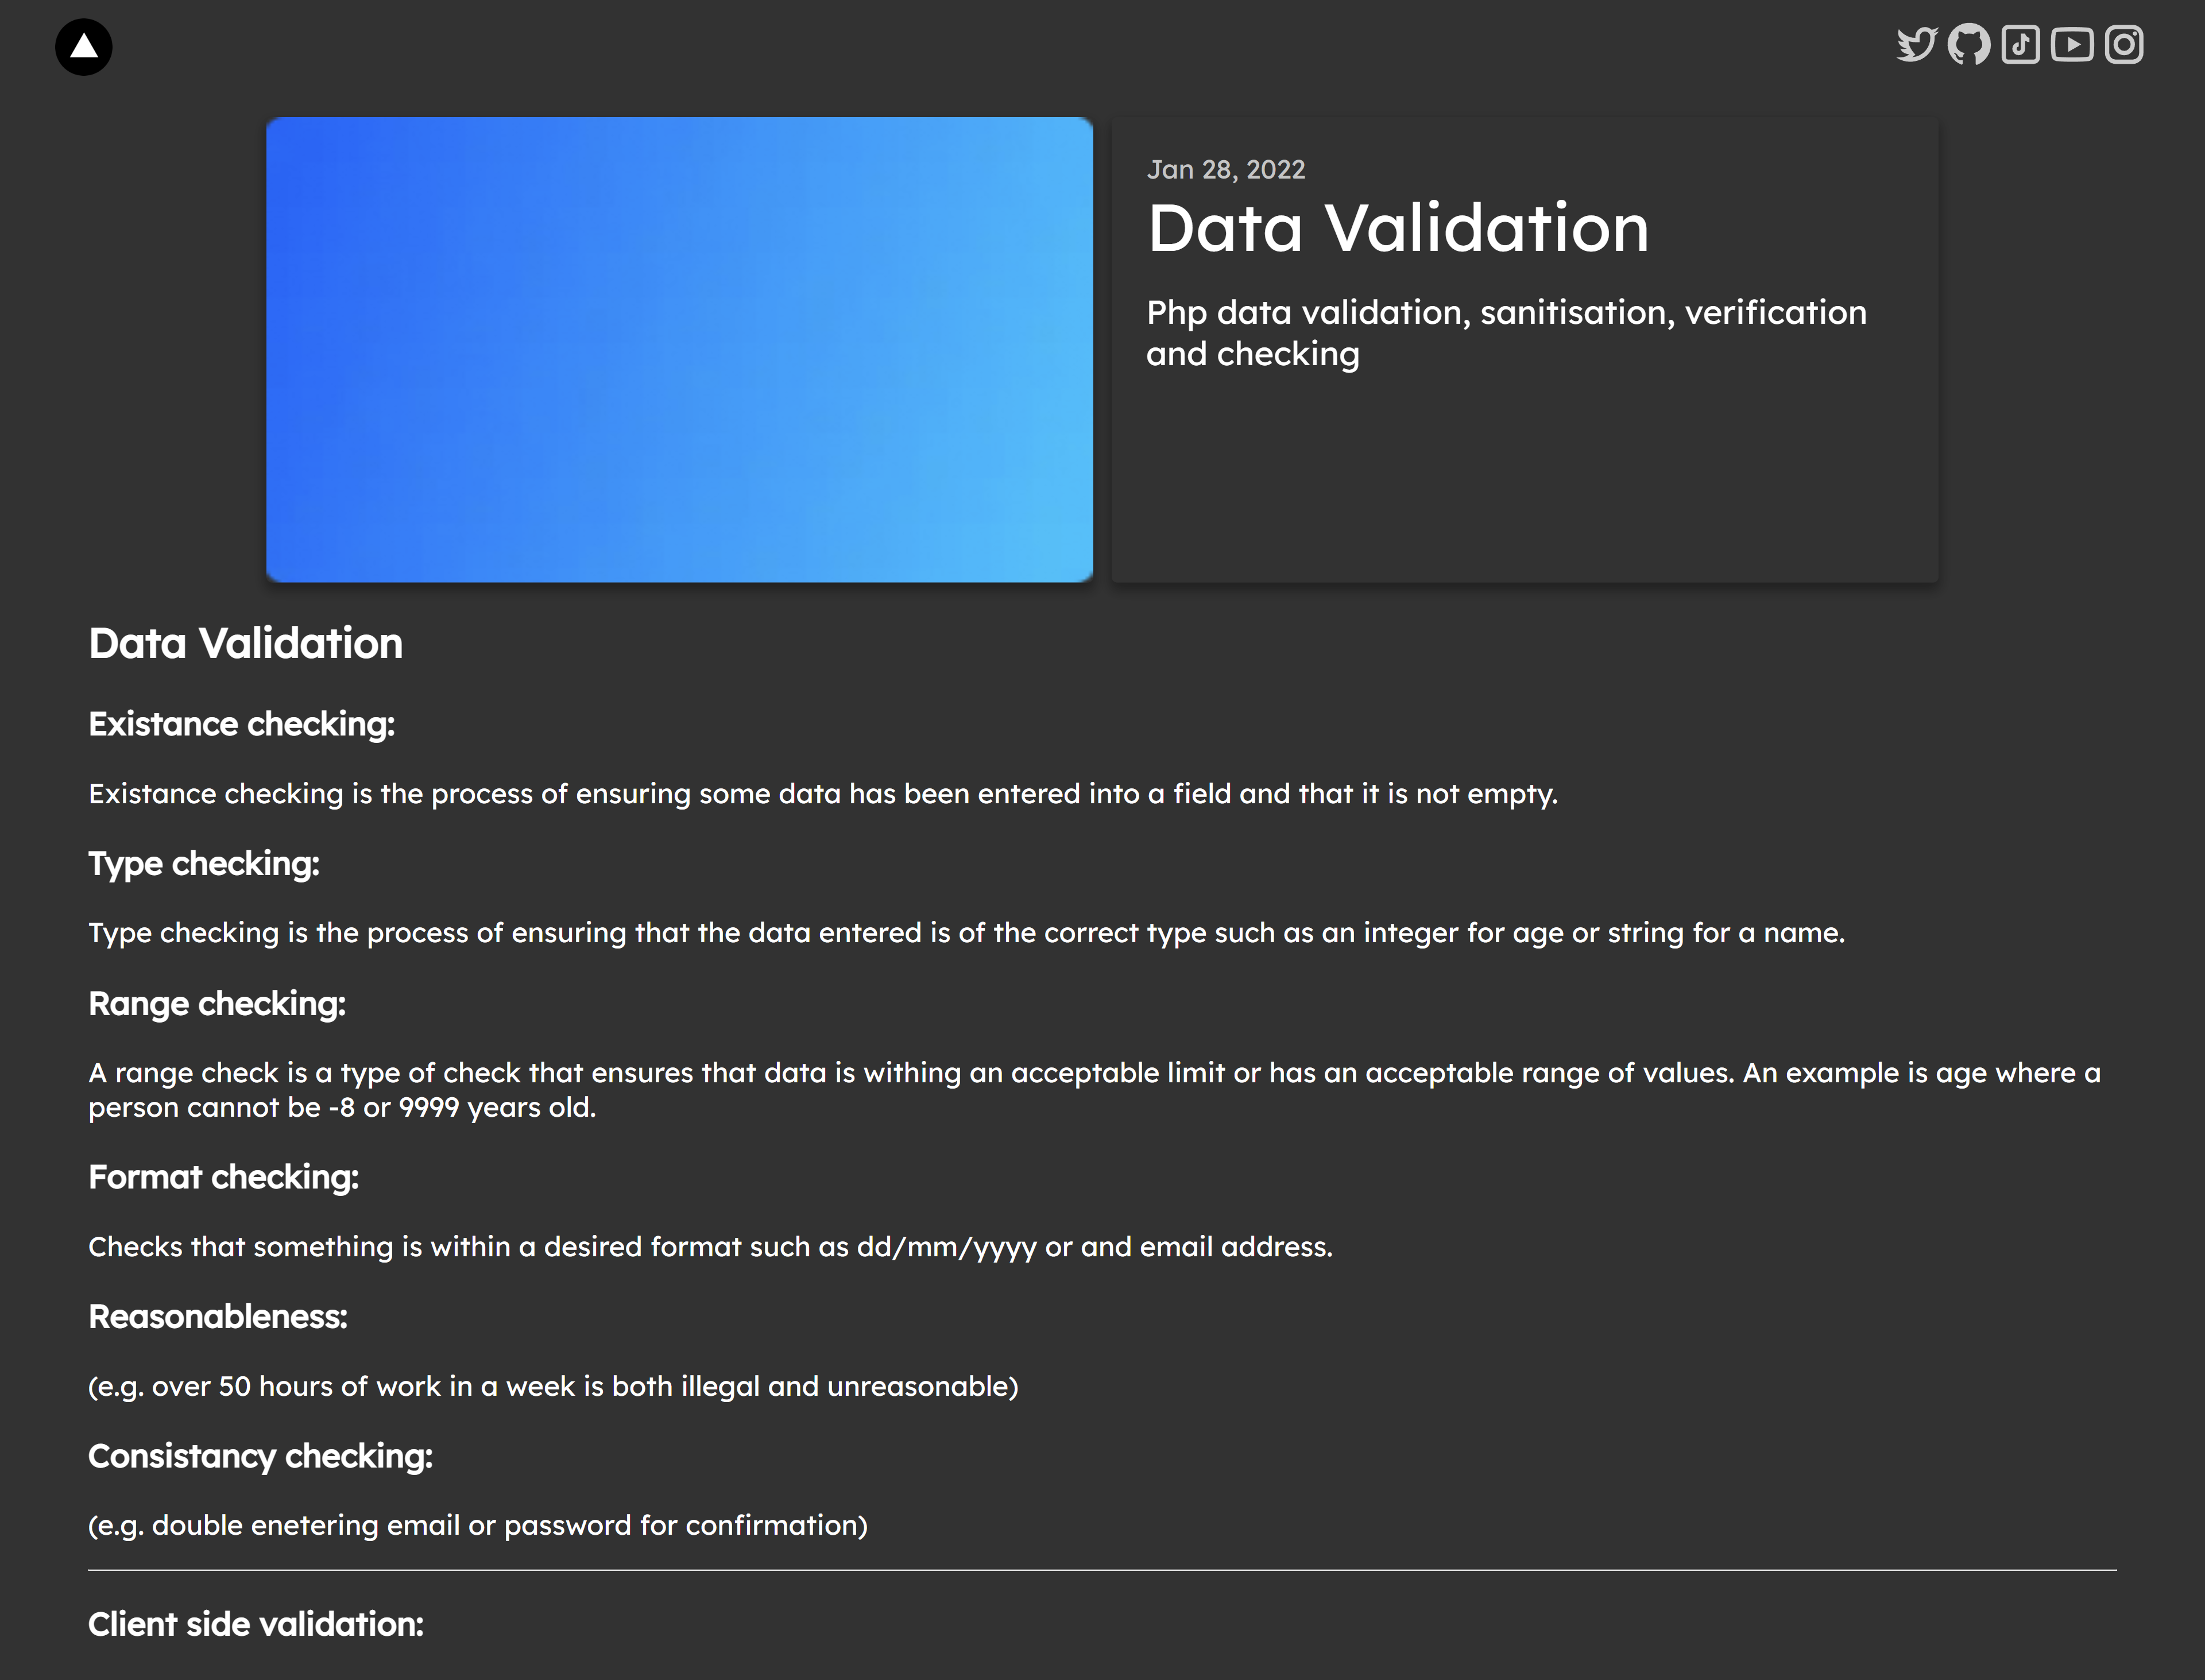 Jan 28, 2022
Data Validation
Php data validation, sanitisation, verification
and checking
Data Validation
Existance checking:
Existance checking is the process of ensuring some data has been entered into a field and that it is not empty.
Type checking:
Type checking is the process of ensuring that the data entered is of the correct type such as an integer for age or string for a name.
Range checking:
A range check is a type of check that ensures that data is withing an acceptable limit or has an acceptable range of values. An example is age where a
person cannot be -8 or 9999 years old.
Format checking:
Checks that something is within a desired format such as dd/mm/yyyy or and email address.
Reasonableness:
(e.g. over 50 hours of work in a week is both illegal and unreasonable)
Consistancy checking:
(e.g. double enetering email or password for confirmation)
Client side validation: